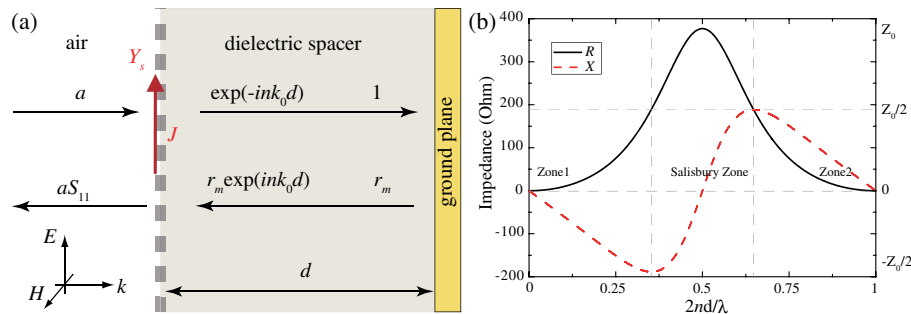 (a)
air
dielectric spacer
Y_s
a
exp(-ink_0d)
1
J
ground plane
aS_11
r_m exp(ink_0d)
r_m
E
H
k
d
(b)
400
300
200
100
0
-100
-200
Impedance (Ohm)
R
X
Zone1
Salisbury Zone
Zone2
Z_0
Z_0/2
0
-Z_0/2
0
0.25
0.5
0.75
1
2nd/λ